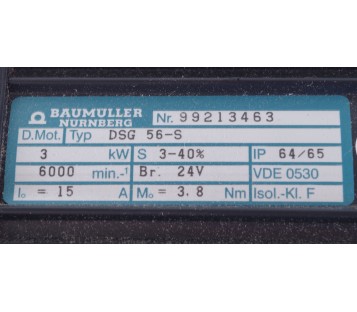 BAUMÜLLER
NÜRNBERG Nr. 99213463
D.Mot. Typ DSG 56-S
3 kW S 3-40% IP 64/65
6000 min.-¹ Br. 24V VDE 0530
I₀ = 15 A M₀ = 3.8 Nm Isol.-Kl. F